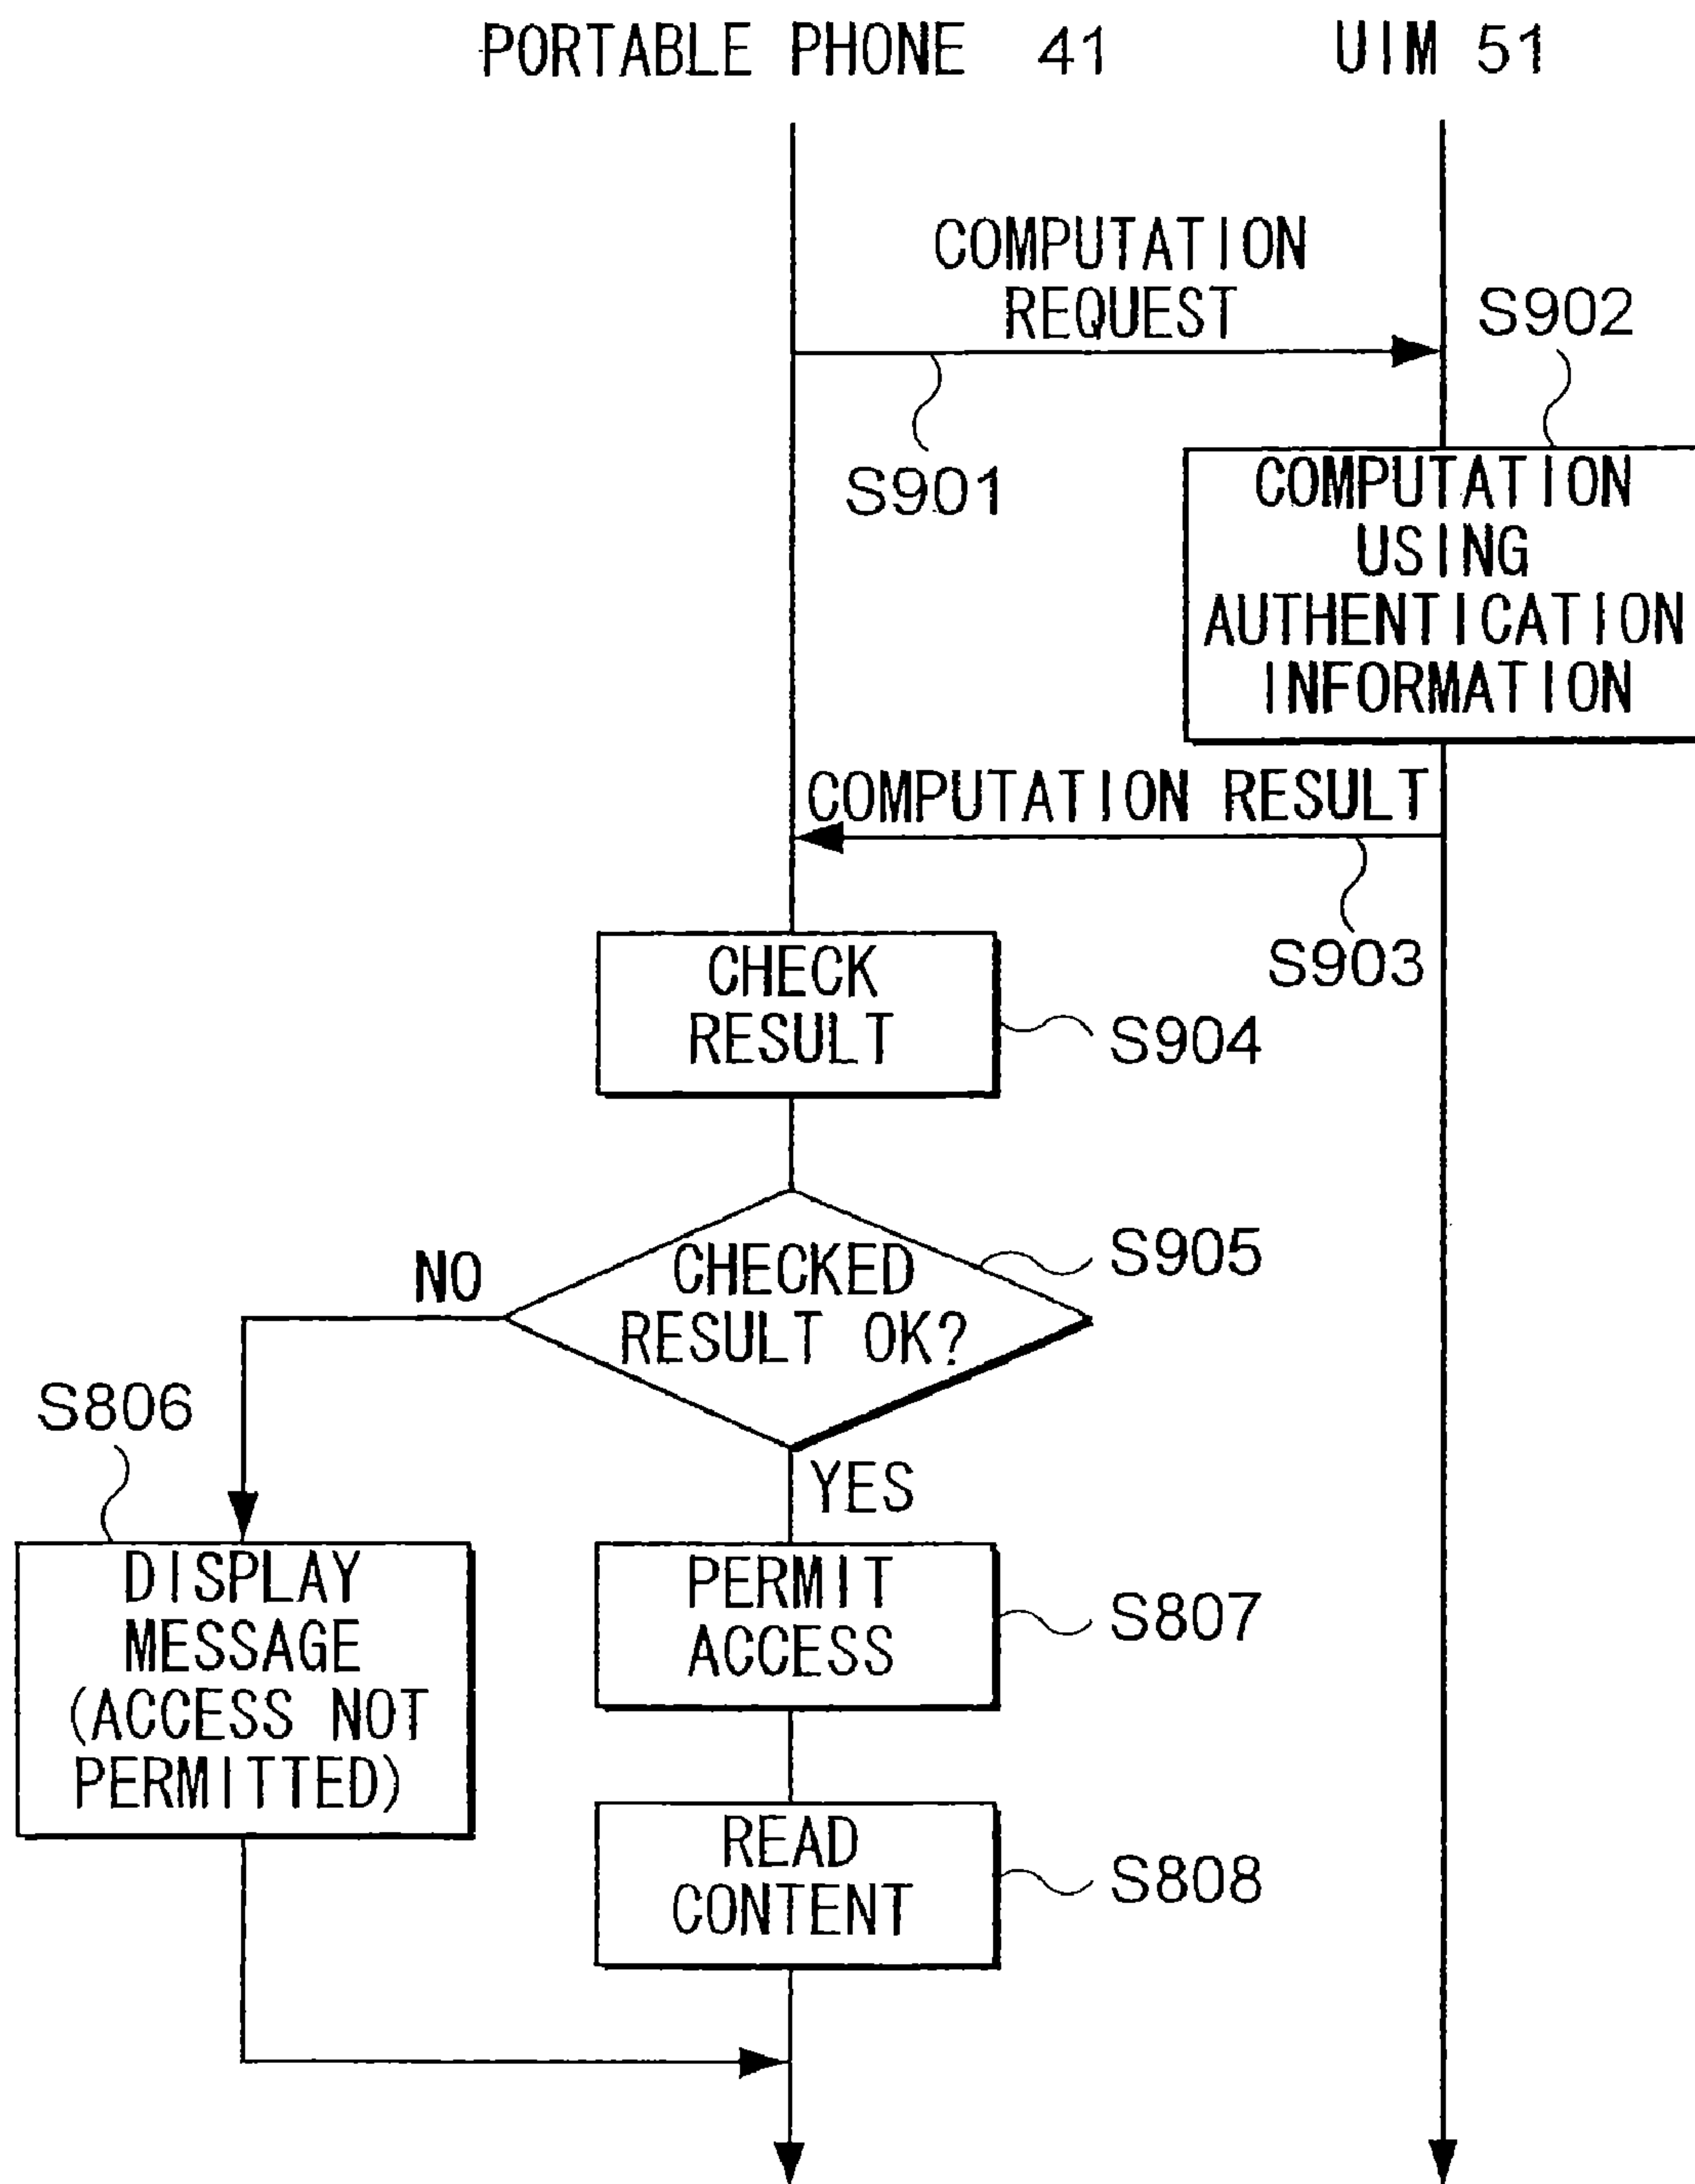 PORTABLE PHONE 41
UIM 51
COMPUTATION
REQUEST
S901
S902
COMPUTATION
USING
AUTHENTICATION
INFORMATION
COMPUTATION RESULT
S903
CHECK
RESULT
S904
CHECKED
RESULT OK?
S905
NO
YES
S806
DISPLAY
MESSAGE
(ACCESS NOT
PERMITTED)
PERMIT
ACCESS
S807
READ
CONTENT
S808